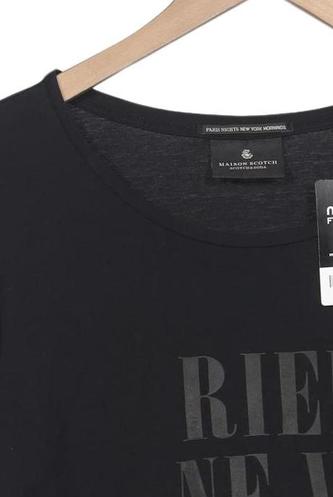 PARIS NIGHTS NEW YORK MORNINGS
MAISON SCOTCH
SCOTCH & SODA
RIE
NE